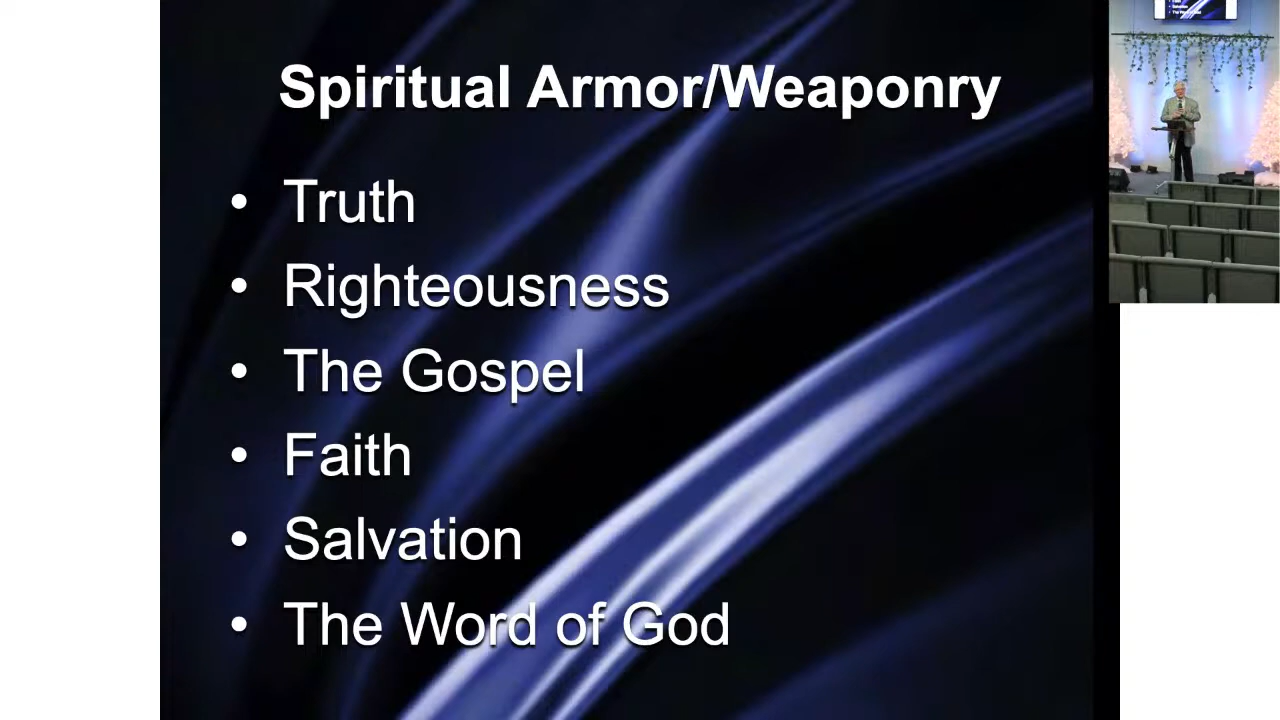 Spiritual Armor/Weaponry
• Truth
• Righteousness
• The Gospel
• Faith
• Salvation
• The Word of God